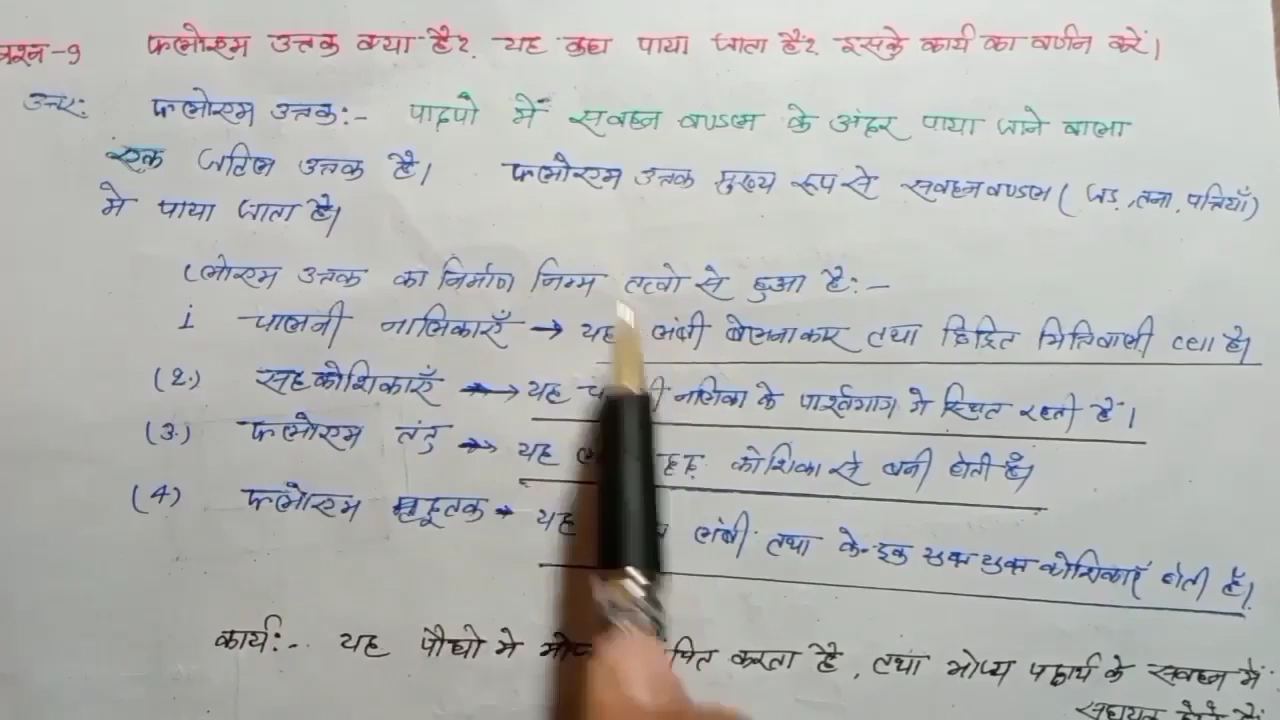 प्रश्न-9 फ्लोएम उत्तक क्या है? यह कहा पाया जाता है? इसके कार्य का वर्णन करें।
उत्तर: फ्लोएम उत्तक:- पादपो में संवहन बण्डल के अंदर पाया जाने वाला
एक जटिल उत्तक है। फ्लोएम उत्तक मुख्य रूप से संवहन बण्डल ( जड़, तना, पत्तियाँ)
मे पाया जाता है।
फ्लोएम उत्तक का निर्माण निम्न तत्वो से हुआ है:-
i चालनी नालिकाएँ → यह लंबी बेलनाकार तथा छिद्रित भित्तिवाली है।
(2.) सहकोशिकाएँ → यह नलिका के पार्श्वभाग मे स्थित रहती हैं।
(3.) फ्लोएम तंतु → यह दृढ़ कोशिका से बनी होती है।
(4) फ्लोएम मृदूतक → यह लंबी तथा केन्द्रक युक्त युक्त कोशिकाएं होती है।
कार्य:- यह पौधो मे करता है, तथा भोज्य पदार्थ के संवहन में